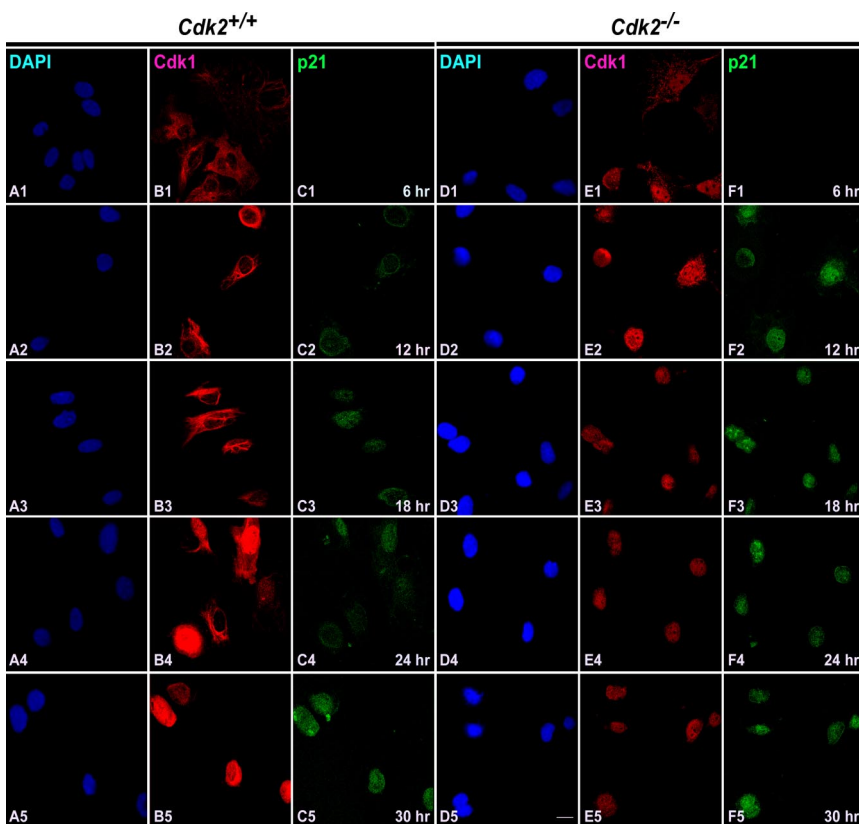 Cdk2+/+ Cdk2-/-
DAPI Cdk1 p21 DAPI Cdk1 p21
A1 B1 C1 6 hr D1 E1 F1 6 hr
A2 B2 C2 12 hr D2 E2 F2 12 hr
A3 B3 C3 18 hr D3 E3 F3 18 hr
A4 B4 C4 24 hr D4 E4 F4 24 hr
A5 B5 C5 30 hr D5 E5 F5 30 hr